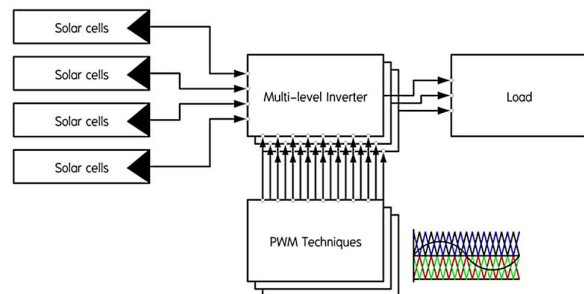 Solar cells
Solar cells
Solar cells
Solar cells
Multi-level Inverter
Load
PWM Techniques